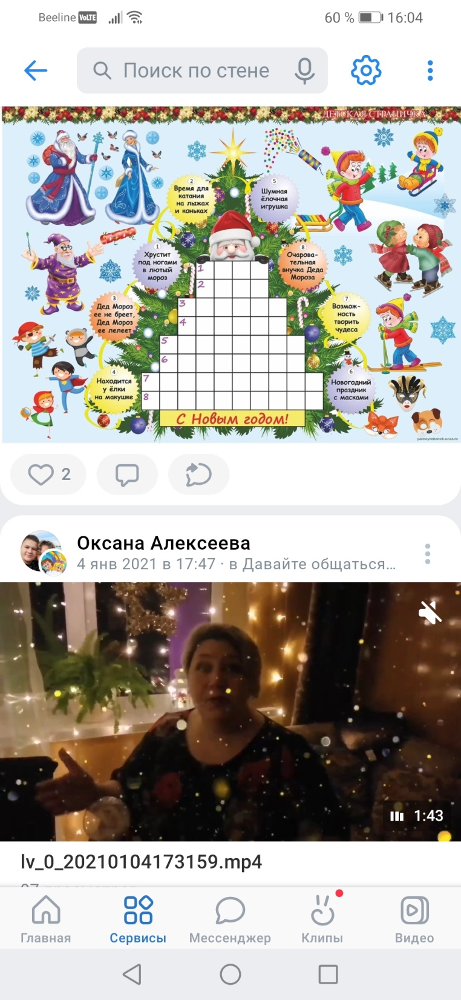 Beeline VoLTE 60 % 16:04
Поиск по стене
ДЕТСКАЯ СТРАНИЧКА
2
Время для
катания
на лыжах
и коньках
5
Шумная
ёлочная
игрушка
1
Хрустит
под ногами
в лютый
мороз
8
Очарова-
тельная
внучка Деда
Мороза
3
Дед Мороз
ее не бреет,
Дед Мороз
ее лелеет
7
Возмож-
ность
творить
чудеса
4
Находится
у ёлки
на макушке
6
Новогодний
праздник
с масками
1
2
3
4
5
6
7
8
С Новым годом!
2
Оксана Алексеева
4 янв 2021 в 17:47 · в Давайте общаться...
1:43
lv_0_20210104173159.mp4
Главная
Сервисы
Мессенджер
Клипы
Видео